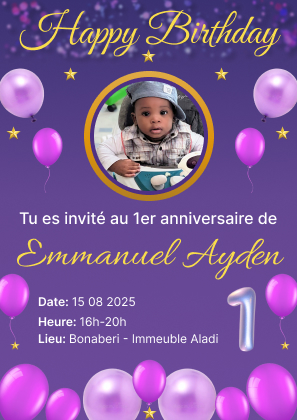 Happy Birthday
Tu es invité au 1er anniversaire de
Emmanuel Ayden
Date: 15 08 2025
Heure: 16h-20h
Lieu: Bonaberi - Immeuble Aladi
1